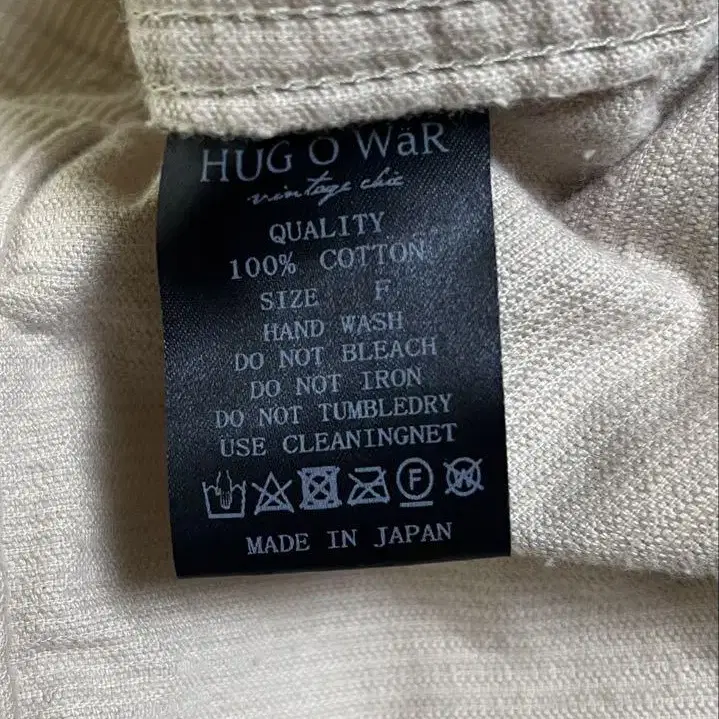 HUG Ō WäR
vintage chic
QUALITY
100% COTTON
SIZE F
HAND WASH
DO NOT BLEACH
DO NOT IRON
DO NOT TUMBLEDRY
USE CLEANINGNET
F W
MADE IN JAPAN